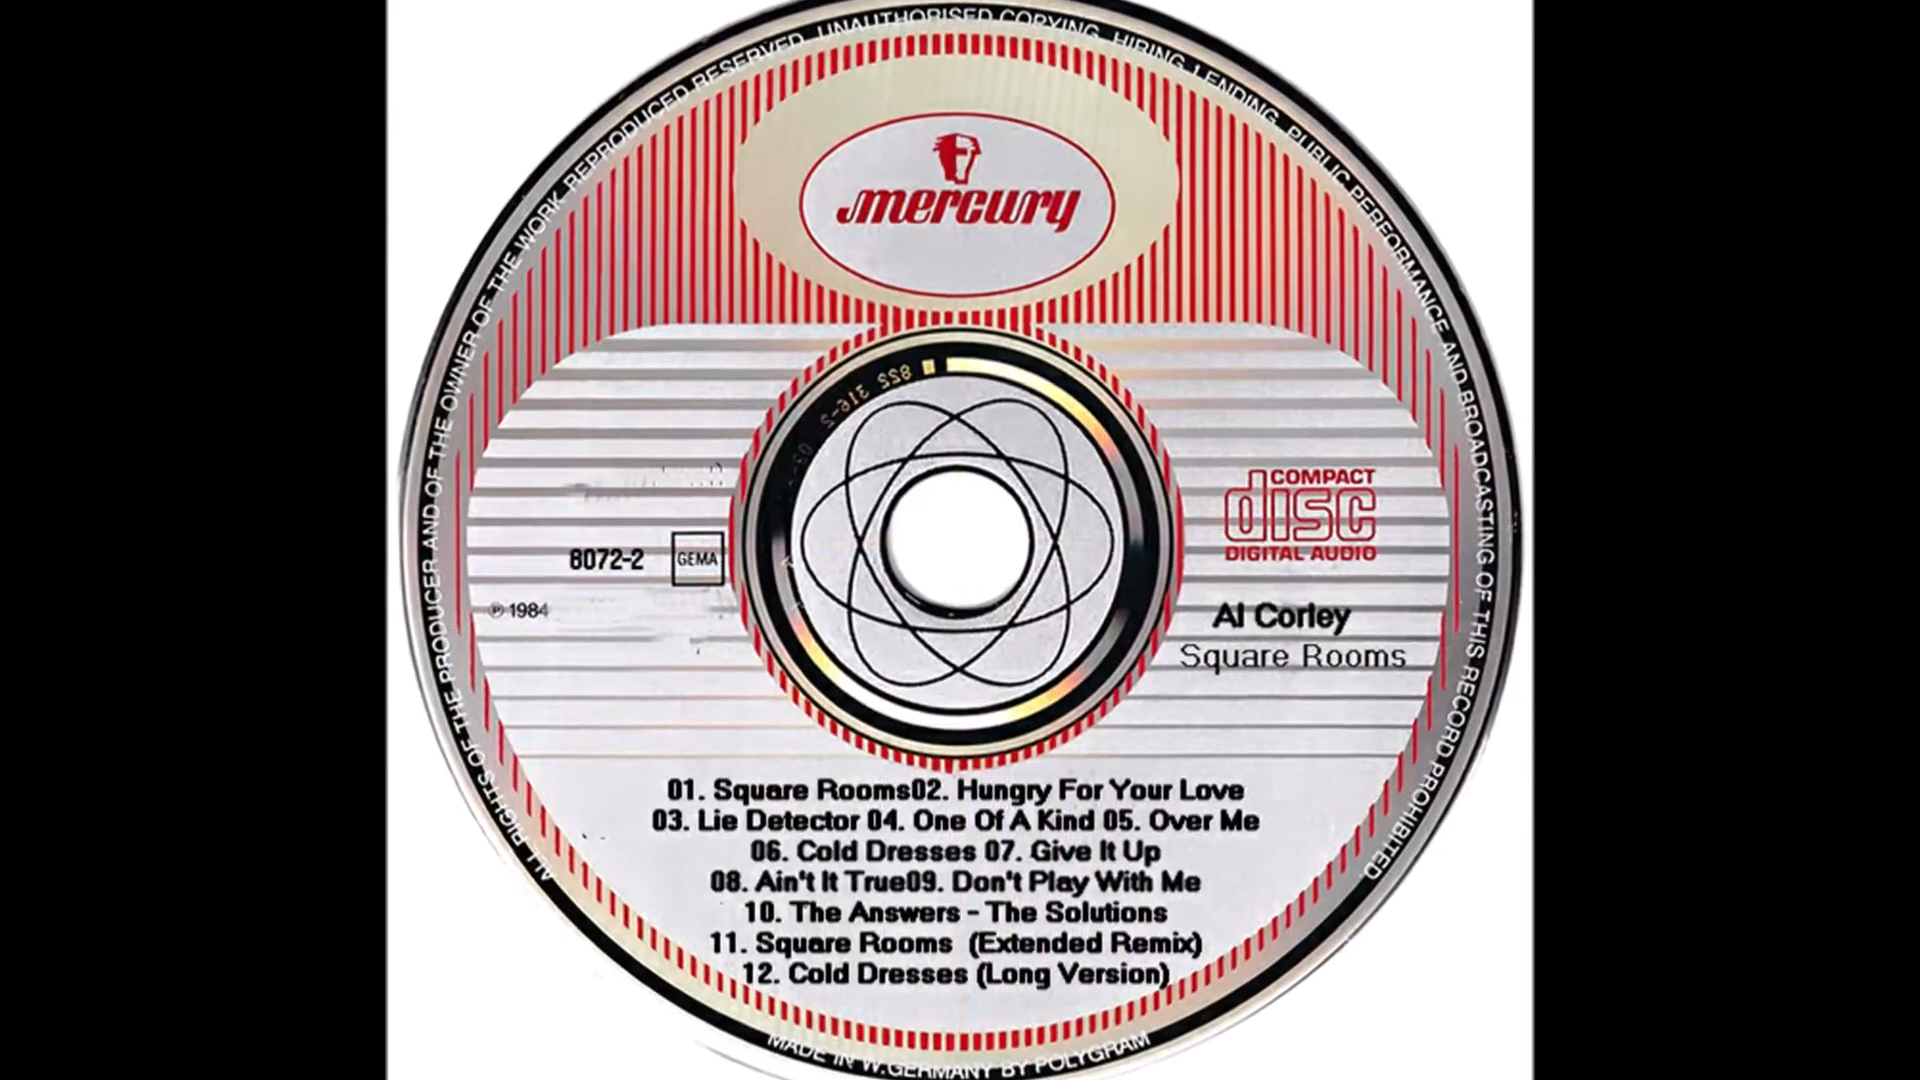 ALL RIGHTS OF THE PRODUCER AND OF THE OWNER OF THE WORK REPRODUCED RESERVED. UNAUTHORISED COPYING, HIRING, LENDING, PUBLIC PERFORMANCE AND BROADCASTING OF THIS RECORD PROHIBITED
mercury
822 316-2
COMPACT
disc
DIGITAL AUDIO
8072-2
GEMA
℗ 1984
Al Corley
Square Rooms
01. Square Rooms02. Hungry For Your Love
03. Lie Detector 04. One Of A Kind 05. Over Me
06. Cold Dresses 07. Give It Up
08. Ain't It True09. Don't Play With Me
10. The Answers - The Solutions
11. Square Rooms (Extended Remix)
12. Cold Dresses (Long Version)
MADE IN W.GERMANY BY POLYGRAM